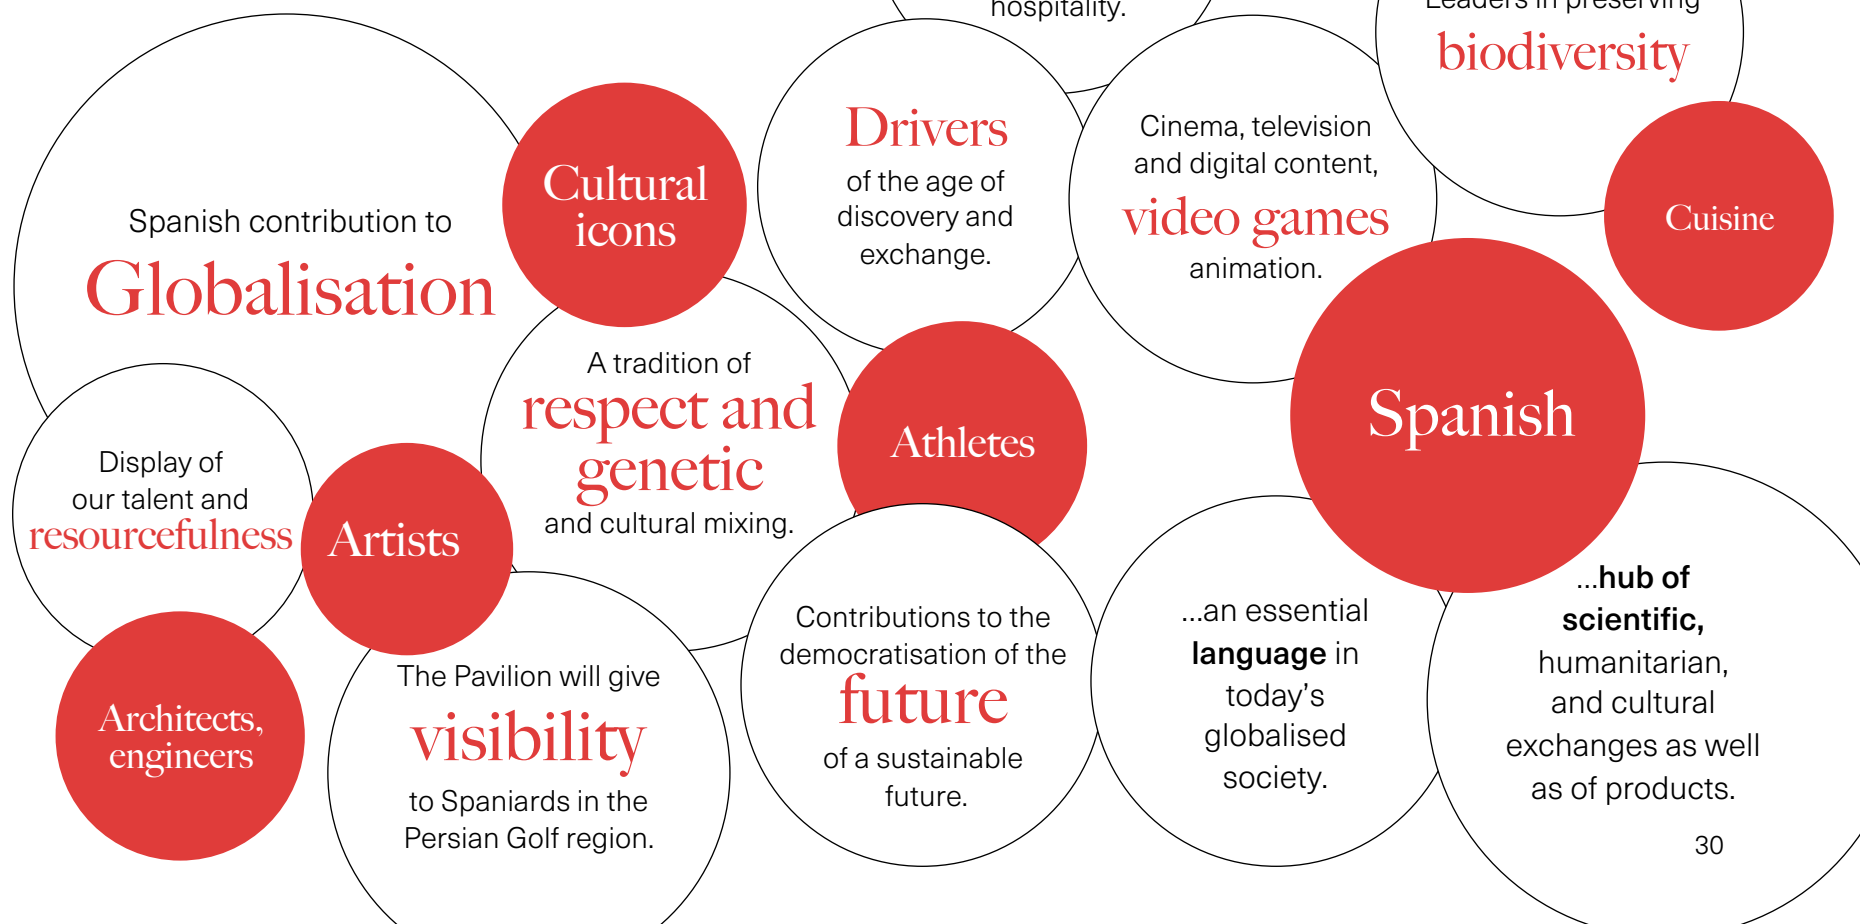 hospitality.
Leaders in preserving
biodiversity
Spanish contribution to
Globalisation
Cultural
icons
Drivers
of the age of
discovery and
exchange.
Cinema, television
and digital content,
video games
animation.
Cuisine
Display of
our talent and
resourcefulness
Artists
A tradition of
respect and
genetic
and cultural mixing.
Athletes
Spanish
Architects,
engineers
The Pavilion will give
visibility
to Spaniards in the
Persian Golf region.
Contributions to the
democratisation of the
future
of a sustainable
future.
...an essential
language in
today’s
globalised
society.
...hub of
scientific,
humanitarian,
and cultural
exchanges as well
as of products.
30